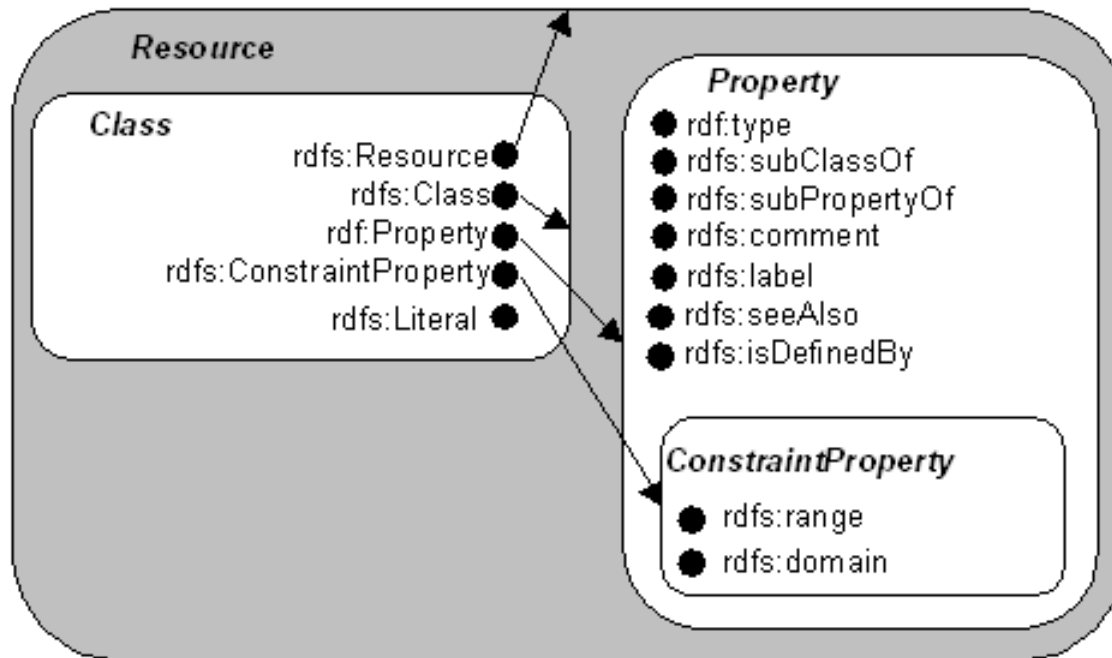 Resource
Class
rdfs:Resource
rdfs:Class
rdf:Property
rdfs:ConstraintProperty
rdfs:Literal
Property
rdf:type
rdfs:subClassOf
rdfs:subPropertyOf
rdfs:comment
rdfs:label
rdfs:seeAlso
rdfs:isDefinedBy
ConstraintProperty
rdfs:range
rdfs:domain